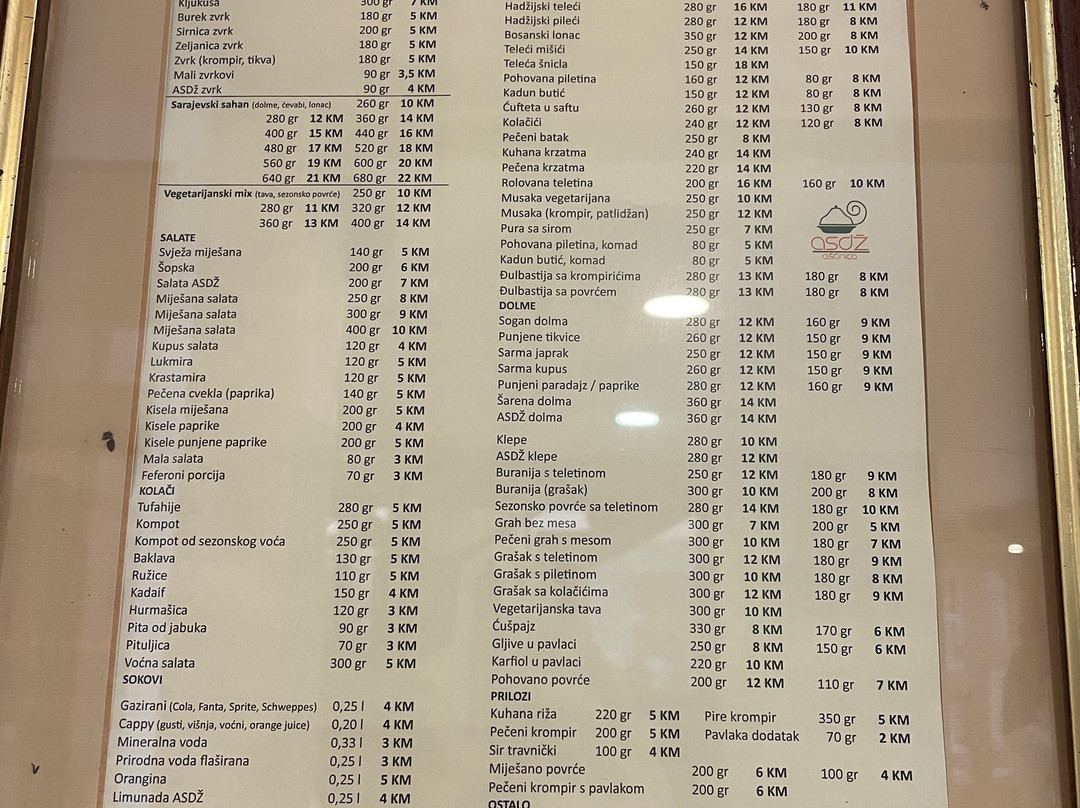 Kljukuša 300 gr 7 KM
Burek zvrk 180 gr 5 KM
Sirnica zvrk 200 gr 5 KM
Zeljanica zvrk 180 gr 5 KM
Zvrk (krompir, tikva) 180 gr 5 KM
Mali zvrkovi 90 gr 3,5 KM
ASDž zvrk 90 gr 4 KM
Sarajevski sahan (dolme, ćevabi, lonac) 260 gr 10 KM
280 gr 12 KM 360 gr 14 KM
400 gr 15 KM 440 gr 16 KM
480 gr 17 KM 520 gr 18 KM
560 gr 19 KM 600 gr 20 KM
640 gr 21 KM 680 gr 22 KM
Vegetarijanski mix (tava, sezonsko povrće) 250 gr 10 KM
280 gr 11 KM 320 gr 12 KM
360 gr 13 KM 400 gr 14 KM
SALATE
Svježa miješana 140 gr 5 KM
Šopska 200 gr 6 KM
Salata ASDŽ 200 gr 7 KM
Miješana salata 250 gr 8 KM
Miješana salata 300 gr 9 KM
Miješana salata 400 gr 10 KM
Kupus salata 120 gr 4 KM
Lukmira 120 gr 5 KM
Krastamira 120 gr 5 KM
Pečena cvekla (paprika) 140 gr 5 KM
Kisela miješana 200 gr 5 KM
Kisele paprike 200 gr 4 KM
Kisele punjene paprike 200 gr 5 KM
Mala salata 80 gr 3 KM
Feferoni porcija 70 gr 3 KM
KOLAČI
Tufahije 280 gr 5 KM
Kompot 250 gr 5 KM
Kompot od sezonskog voća 250 gr 5 KM
Baklava 130 gr 5 KM
Ružice 110 gr 5 KM
Kadaif 150 gr 4 KM
Hurmašica 120 gr 3 KM
Pita od jabuka 90 gr 3 KM
Pituljica 70 gr 3 KM
Voćna salata 300 gr 5 KM
SOKOVI
Gazirani (Cola, Fanta, Sprite, Schweppes) 0,25 l 4 KM
Cappy (gusti, višnja, voćni, orange juice) 0,20 l 4 KM
Mineralna voda 0,33 l 3 KM
Prirodna voda flaširana 0,25 l 3 KM
Orangina 0,25 l 5 KM
Limunada ASDŽ 0,25 l 4 KM
Hadžijski teleći 280 gr 16 KM 180 gr 11 KM
Hadžijski pileći 280 gr 12 KM 180 gr 8 KM
Bosanski lonac 350 gr 12 KM 200 gr 8 KM
Teleći mišići 250 gr 14 KM 150 gr 10 KM
Teleća šnicla 150 gr 18 KM
Pohovana piletina 160 gr 12 KM 80 gr 8 KM
Kadun butić 150 gr 12 KM 80 gr 8 KM
Ćufteta u saftu 260 gr 12 KM 130 gr 8 KM
Kolačići 240 gr 12 KM 120 gr 8 KM
Pečeni batak 250 gr 8 KM
Kuhana krzatma 240 gr 14 KM
Pečena krzatma 220 gr 14 KM
Rolovana teletina 200 gr 16 KM 160 gr 10 KM
Musaka vegetarijana 250 gr 10 KM
Musaka (krompir, patlidžan) 250 gr 12 KM
Pura sa sirom 250 gr 7 KM
Pohovana piletina, komad 80 gr 5 KM
Kadun butić, komad 80 gr 5 KM
asdž
ašćinica
Đulbastija sa krompirićima 280 gr 13 KM 180 gr 8 KM
Đulbastija sa povrćem 280 gr 13 KM 180 gr 8 KM
DOLME
Sogan dolma 280 gr 12 KM 160 gr 9 KM
Punjene tikvice 260 gr 12 KM 150 gr 9 KM
Sarma japrak 250 gr 12 KM 150 gr 9 KM
Sarma kupus 260 gr 12 KM 150 gr 9 KM
Punjeni paradajz / paprike 280 gr 12 KM 160 gr 9 KM
Šarena dolma 360 gr 14 KM
ASDŽ dolma 360 gr 14 KM
Klepe 280 gr 10 KM
ASDŽ klepe 280 gr 12 KM
Buranija s teletinom 250 gr 12 KM 180 gr 9 KM
Buranija (grašak) 300 gr 10 KM 200 gr 8 KM
Sezonsko povrće sa teletinom 280 gr 14 KM 180 gr 10 KM
Grah bez mesa 300 gr 7 KM 200 gr 5 KM
Pečeni grah s mesom 300 gr 10 KM 180 gr 7 KM
Grašak s teletinom 300 gr 12 KM 180 gr 9 KM
Grašak s piletinom 300 gr 10 KM 180 gr 8 KM
Grašak sa kolačićima 300 gr 12 KM 180 gr 9 KM
Vegetarijanska tava 300 gr 10 KM
Ćušpajz 330 gr 8 KM 170 gr 6 KM
Gljive u pavlaci 250 gr 8 KM 150 gr 6 KM
Karfiol u pavlaci 220 gr 10 KM
Pohovano povrće 200 gr 12 KM 110 gr 7 KM
PRILOZI
Kuhana riža 220 gr 5 KM Pire krompir 350 gr 5 KM
Pečeni krompir 200 gr 5 KM Pavlaka dodatak 70 gr 2 KM
Sir travnički 100 gr 4 KM
Miješano povrće 200 gr 6 KM 100 gr 4 KM
Pečeni krompir s pavlakom 200 gr 6 KM
OSTALO